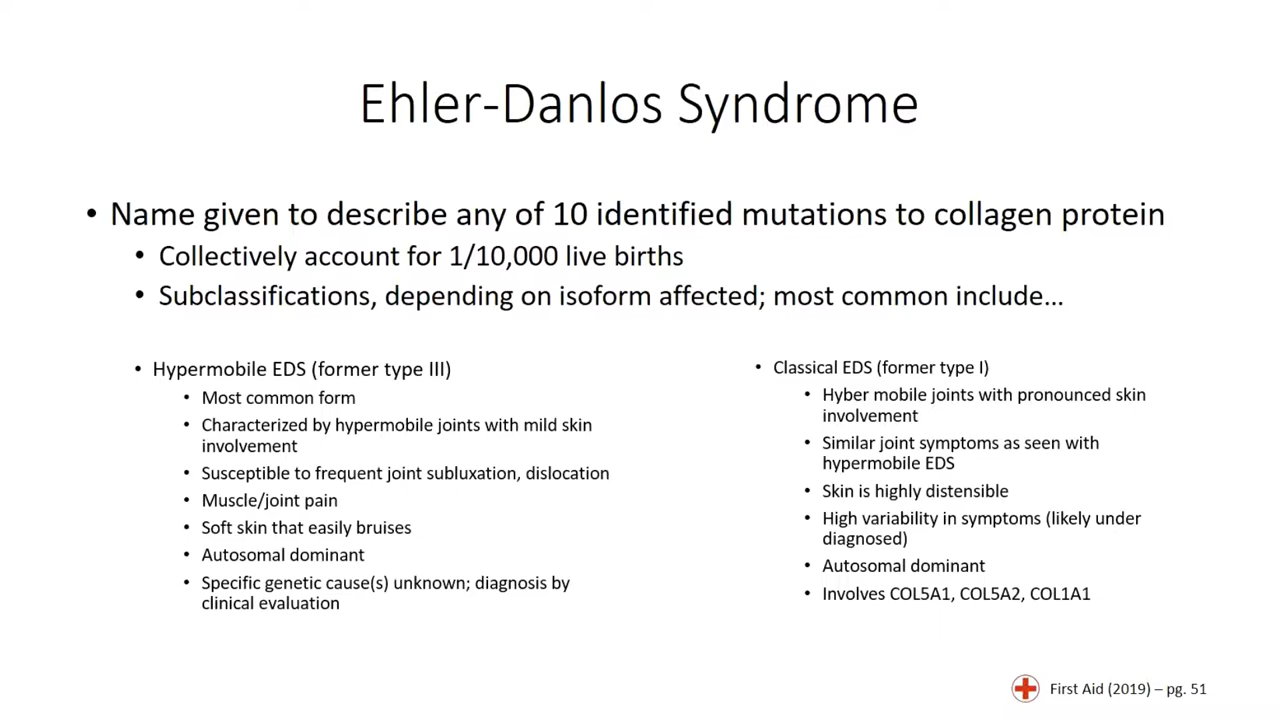 Ehler-Danlos Syndrome
• Name given to describe any of 10 identified mutations to collagen protein
• Collectively account for 1/10,000 live births
• Subclassifications, depending on isoform affected; most common include…
• Hypermobile EDS (former type III)
• Most common form
• Characterized by hypermobile joints with mild skin
involvement
• Susceptible to frequent joint subluxation, dislocation
• Muscle/joint pain
• Soft skin that easily bruises
• Autosomal dominant
• Specific genetic cause(s) unknown; diagnosis by
clinical evaluation
• Classical EDS (former type I)
• Hyber mobile joints with pronounced skin
involvement
• Similar joint symptoms as seen with
hypermobile EDS
• Skin is highly distensible
• High variability in symptoms (likely under
diagnosed)
• Autosomal dominant
• Involves COL5A1, COL5A2, COL1A1
First Aid (2019) – pg. 51